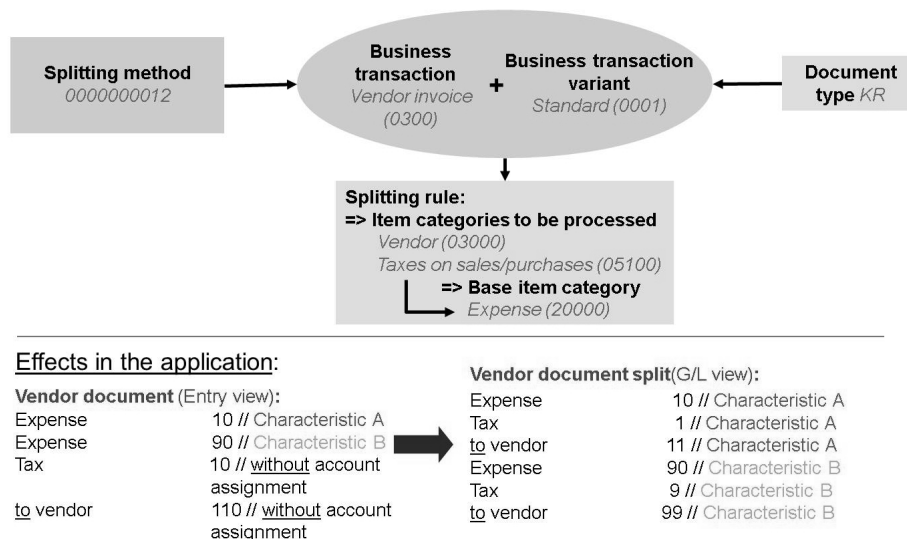 Splitting method
0000000012
Business
transaction
Vendor invoice
(0300)
+
Business transaction
variant
Standard (0001)
Document
type KR
Splitting rule:
=> Item categories to be processed
Vendor (03000)
Taxes on sales/purchases (05100)
=> Base item category
Expense (20000)
Effects in the application:
Vendor document (Entry view):
Expense 10 // Characteristic A
Expense 90 // Characteristic B
Tax 10 // without account
assignment
to vendor 110 // without account
assignment
Vendor document split(G/L view):
Expense 10 // Characteristic A
Tax 1 // Characteristic A
to vendor 11 // Characteristic A
Expense 90 // Characteristic B
Tax 9 // Characteristic B
to vendor 99 // Characteristic B